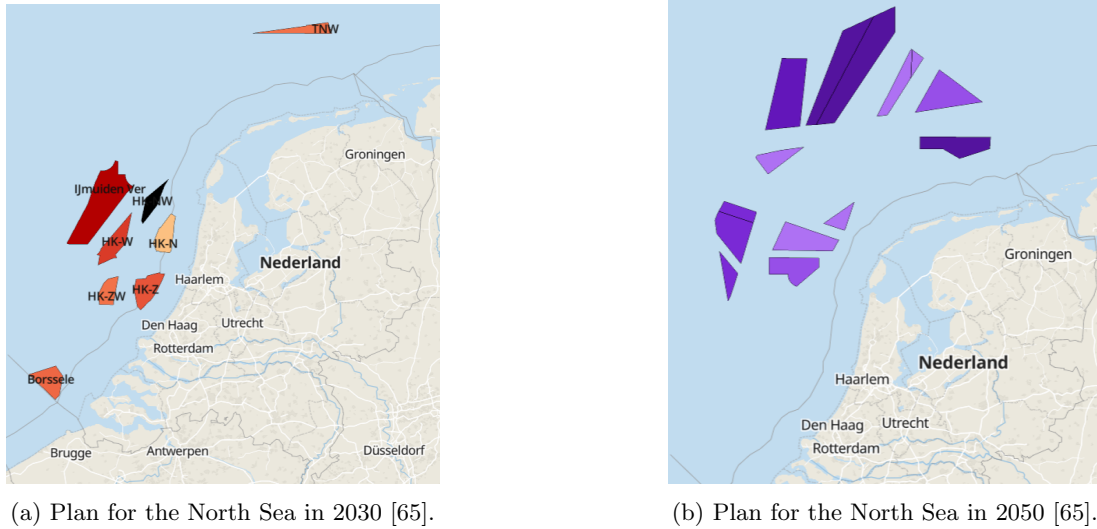 TNW
Groningen
IJmuiden Ver
HK-W
HK-N
HK-ZW
HK-Z
Haarlem
Nederland
Den Haag
Utrecht
Rotterdam
Borssele
Brugge
Antwerpen
Düsseldorf
(a) Plan for the North Sea in 2030 [65].
Groningen
Nederland
Haarlem
Den Haag
Utrecht
Rotterdam
(b) Plan for the North Sea in 2050 [65].